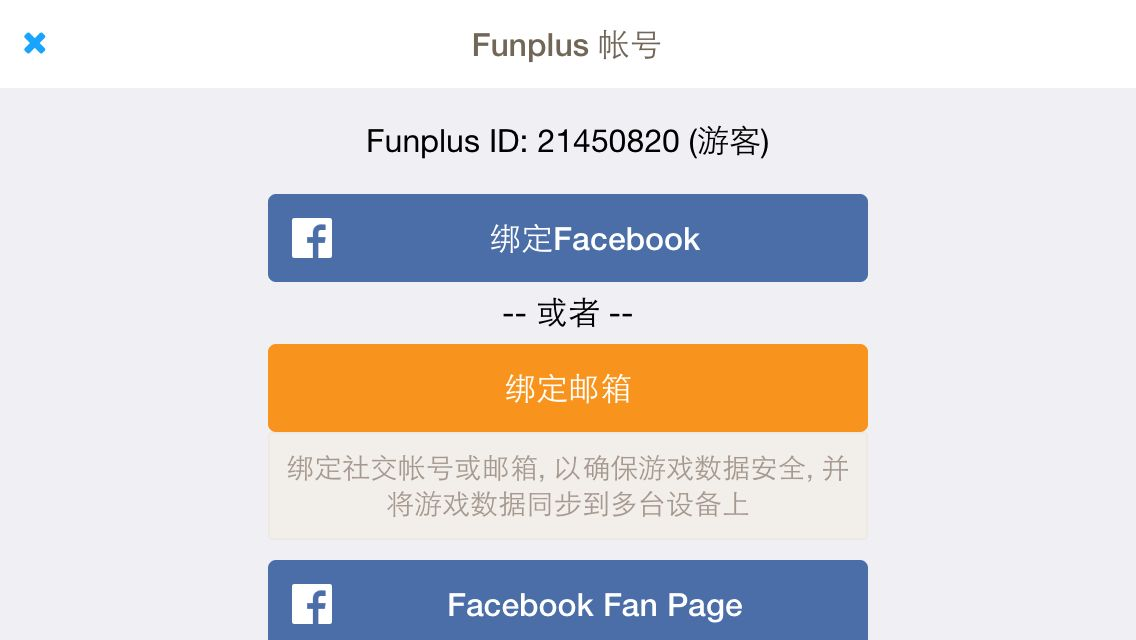 Funplus 帐号
Funplus ID: 21450820 (游客)
绑定Facebook
-- 或者 --
绑定邮箱
绑定社交帐号或邮箱, 以确保游戏数据安全, 并
将游戏数据同步到多台设备上
Facebook Fan Page